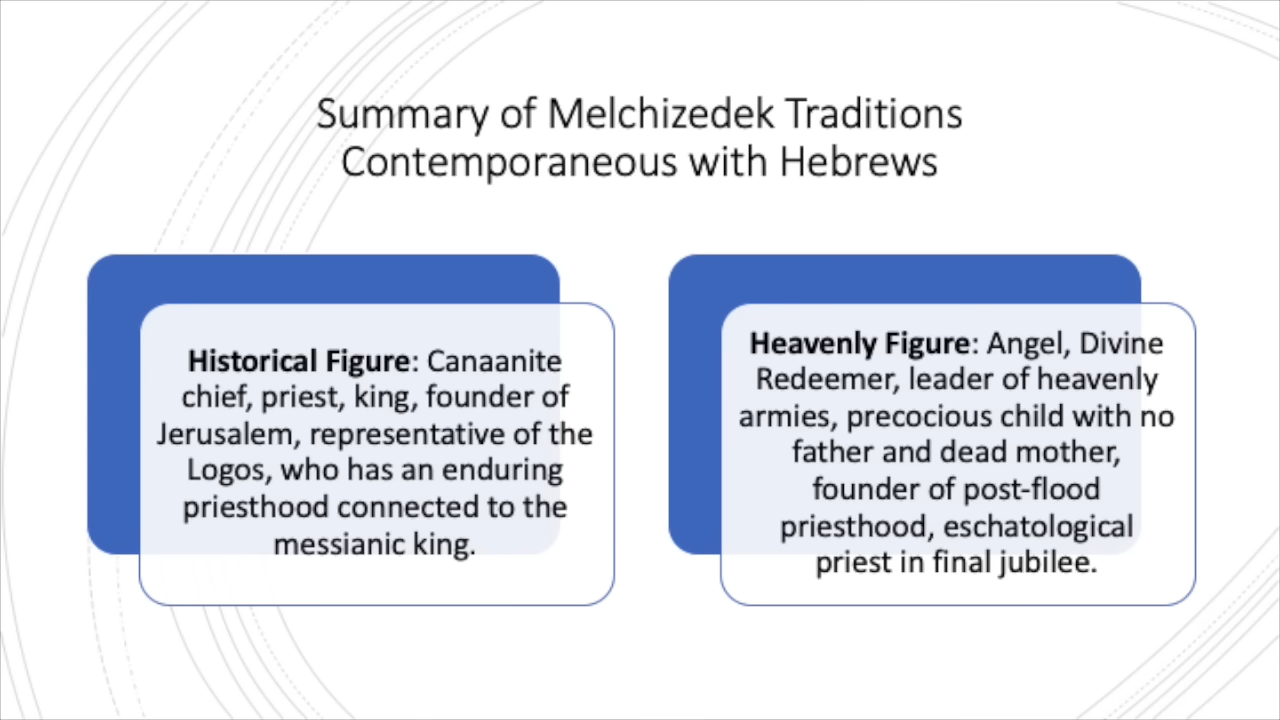 Summary of Melchizedek Traditions
Contemporaneous with Hebrews
Historical Figure: Canaanite
chief, priest, king, founder of
Jerusalem, representative of the
Logos, who has an enduring
priesthood connected to the
messianic king.
Heavenly Figure: Angel, Divine
Redeemer, leader of heavenly
armies, precocious child with no
father and dead mother,
founder of post-flood
priesthood, eschatological
priest in final jubilee.